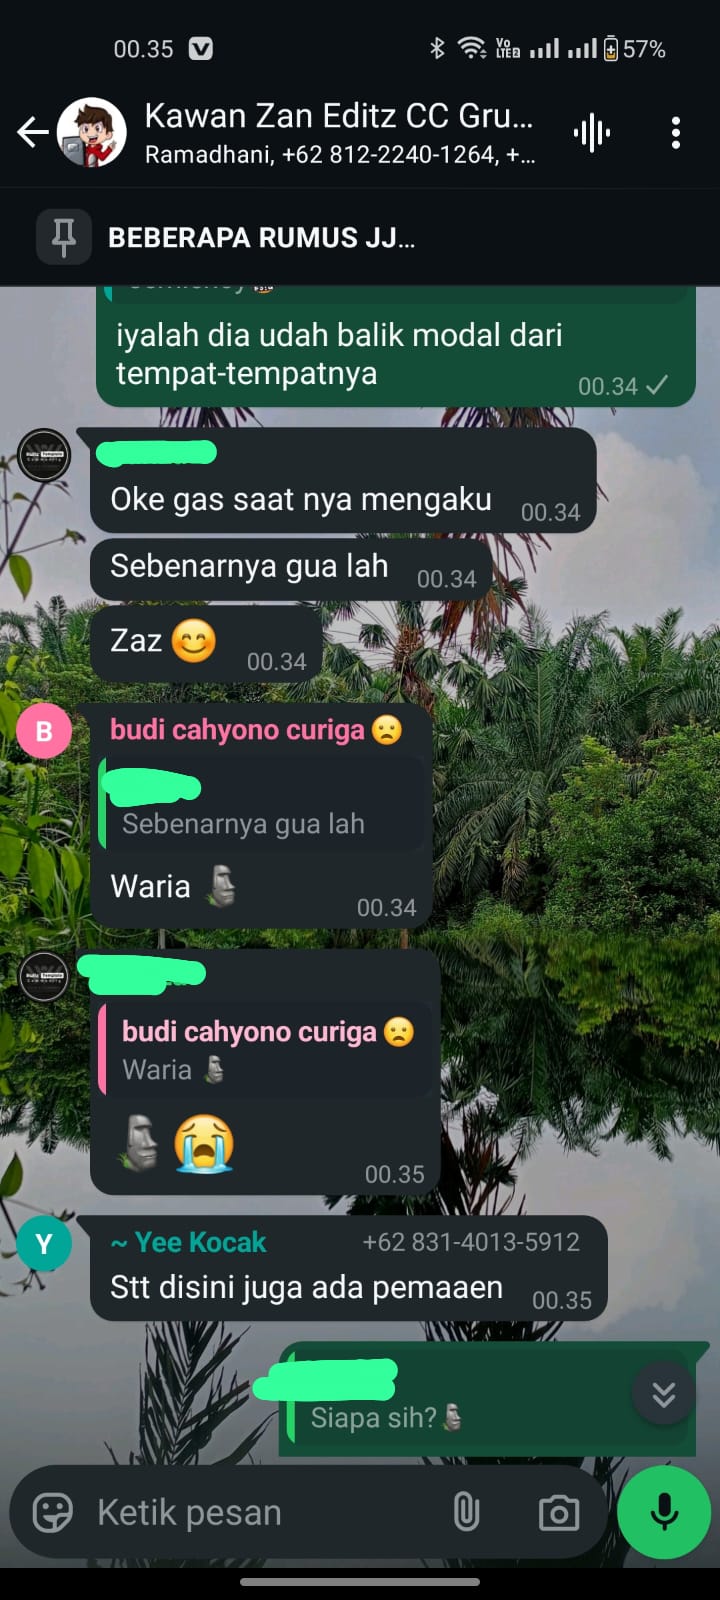 00.35
57%
Kawan Zan Editz CC Gru...
Ramadhani, +62 812-2240-1264, +...
BEBERAPA RUMUS JJ...
iyalah dia udah balik modal dari
tempat-tempatnya
00.34
Oke gas saat nya mengaku
00.34
Sebenarnya gua lah
00.34
Zaz 😊
00.34
B
budi cahyono curiga 😦
Sebenarnya gua lah
Waria 🗿
00.34
budi cahyono curiga 😦
Waria 🗿
🗿😭
00.35
Y
~ Yee Kocak
+62 831-4013-5912
Stt disini juga ada pemaaen
00.35
Siapa sih?🗿
Ketik pesan